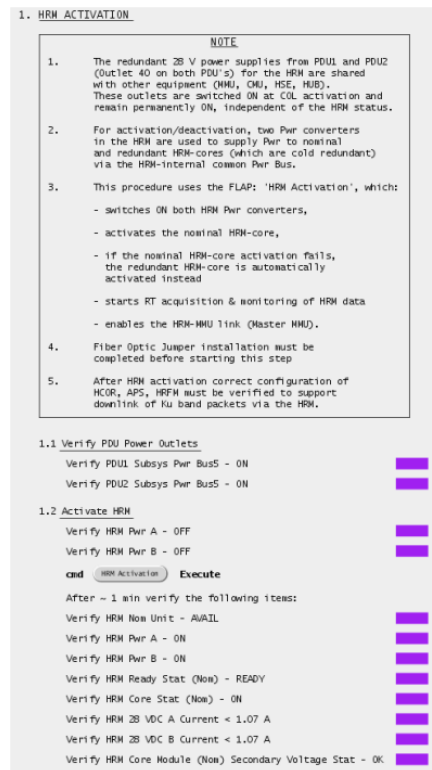 1. HRM ACTIVATION
NOTE
1. The redundant 28 V power supplies from PDU1 and PDU2
(Outlet 40 on both PDU's) for the HRM are shared
with other equipment (MMU, CMU, HSE, HUB).
These outlets are switched ON at COL activation and
remain permanently ON, independent of the HRM status.
2. For activation/deactivation, two Pwr converters
in the HRM are used to supply Pwr to nominal
and redundant HRM-cores (which are cold redundant)
via the HRM-internal common Pwr Bus.
3. This procedure uses the FLAP: 'HRM Activation', which:
- switches ON both HRM Pwr converters,
- activates the nominal HRM-core,
- if the nominal HRM-core activation fails,
the redundant HRM-core is automatically
activated instead
- starts RT acquisition & monitoring of HRM data
- enables the HRM-MMU link (Master MMU).
4. Fiber Optic Jumper installation must be
completed before starting this step
5. After HRM activation correct configuration of
HCOR, APS, HRFM must be verified to support
downlink of Ku band packets via the HRM.
1.1 Verify PDU Power Outlets
Verify PDU1 Subsys Pwr Bus5 - ON
Verify PDU2 Subsys Pwr Bus5 - ON
1.2 Activate HRM
Verify HRM Pwr A - OFF
Verify HRM Pwr B - OFF
cmd HRM Activation Execute
After ~ 1 min verify the following items:
Verify HRM Nom Unit - AVAIL
Verify HRM Pwr A - ON
Verify HRM Pwr B - ON
Verify HRM Ready Stat (Nom) - READY
Verify HRM Core Stat (Nom) - ON
Verify HRM 28 VDC A Current < 1.07 A
Verify HRM 28 VDC B Current < 1.07 A
Verify HRM Core Module (Nom) Secondary Voltage Stat - OK